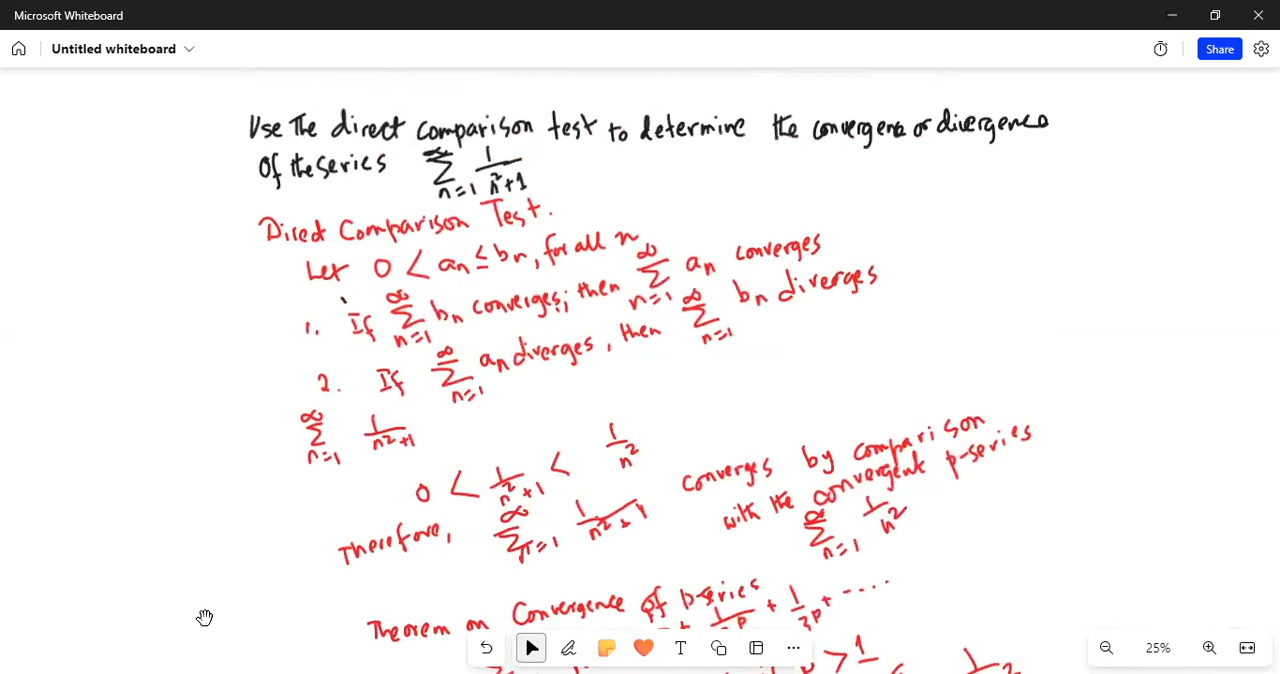 Microsoft Whiteboard
Untitled whiteboard
Share
Use the direct comparison test to determine the convergence or divergence
Of the series ∞ Σ n=1 1/(n²+1)
Direct Comparison Test.
Let 0 < an ≤ bn, for all n
1. If ∞ Σ n=1 bn converges, then ∞ Σ n=1 an converges
2. If ∞ Σ n=1 an diverges, then ∞ Σ n=1 bn diverges
∞ Σ n=1 1/(n²+1)
0 < 1/(n²+1) < 1/n²
Therefore, ∞ Σ n=1 1/(n²+1) converges by comparison
with the convergent p-series
∞ Σ n=1 1/n²
Theorem on Convergence of p-series
+ 1/3p + ....
> 1
25%